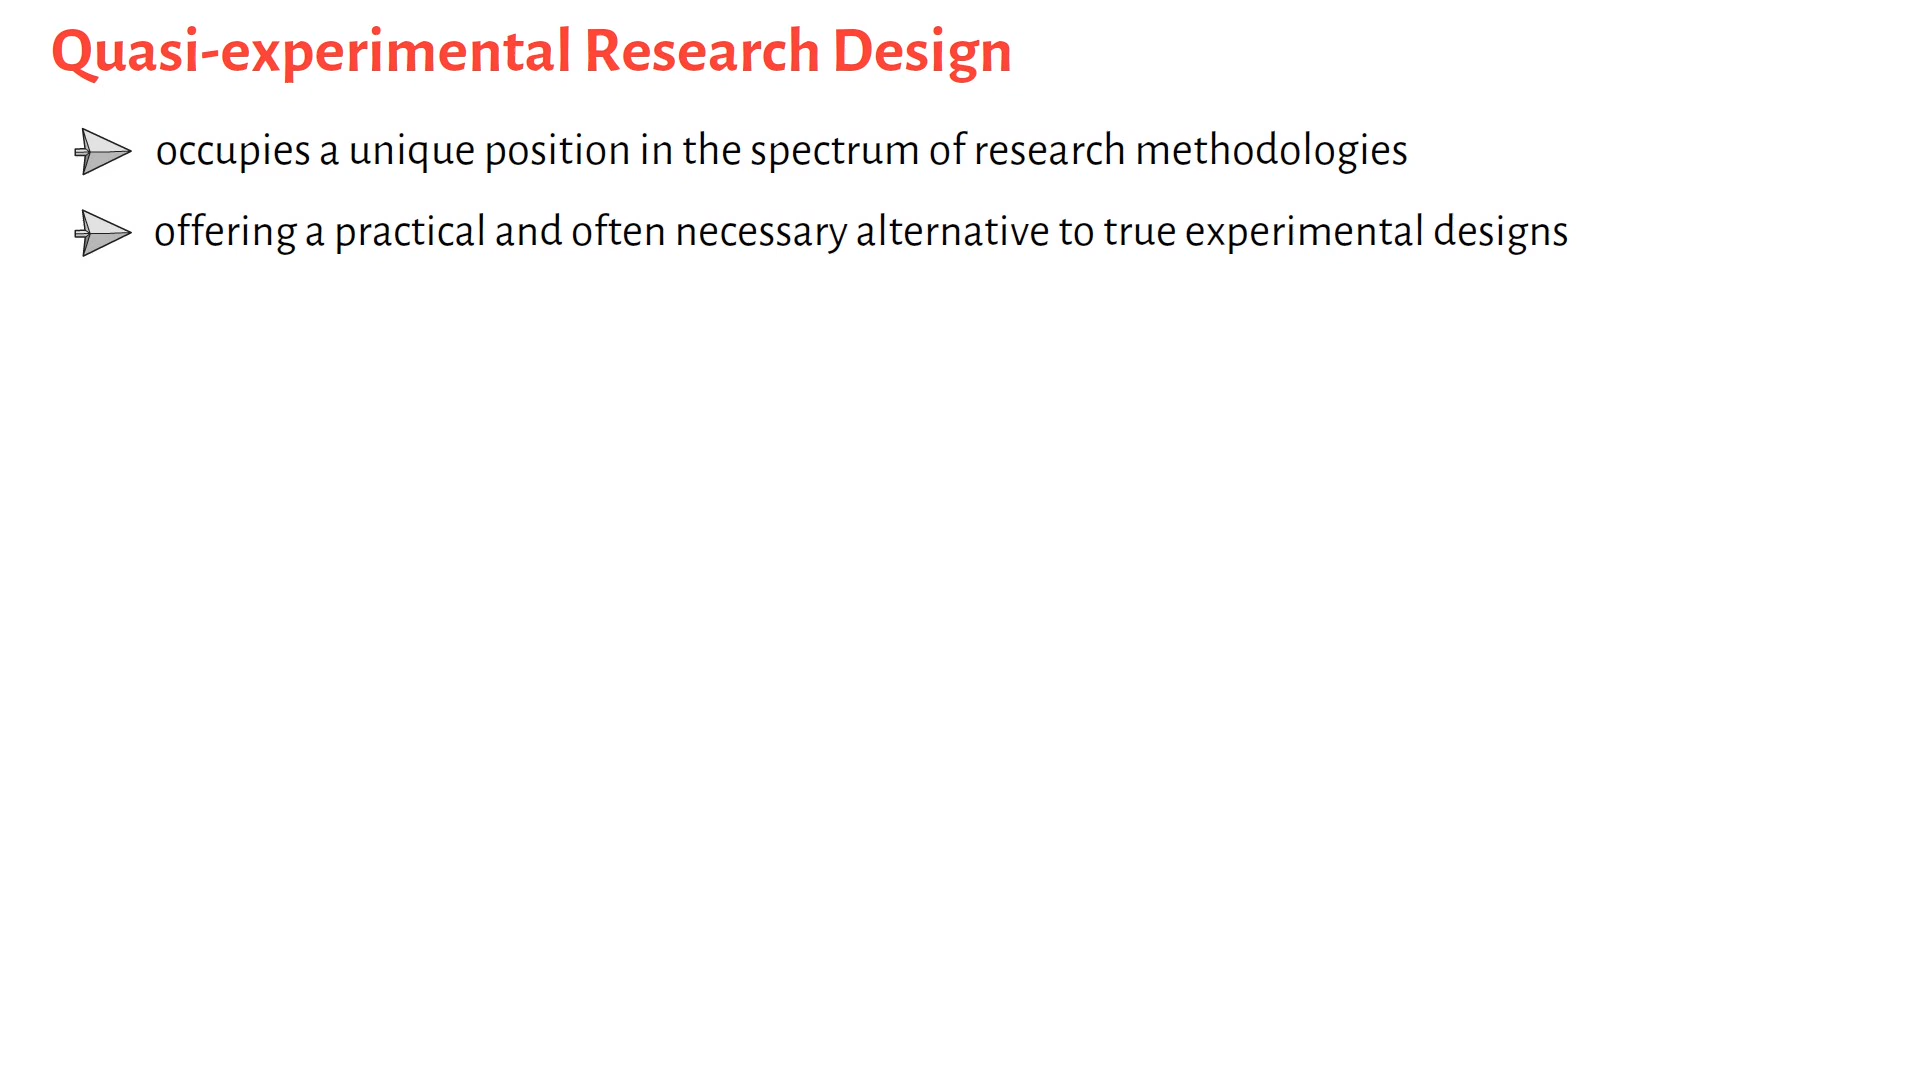 Quasi-experimental Research Design
occupies a unique position in the spectrum of research methodologies
offering a practical and often necessary alternative to true experimental designs